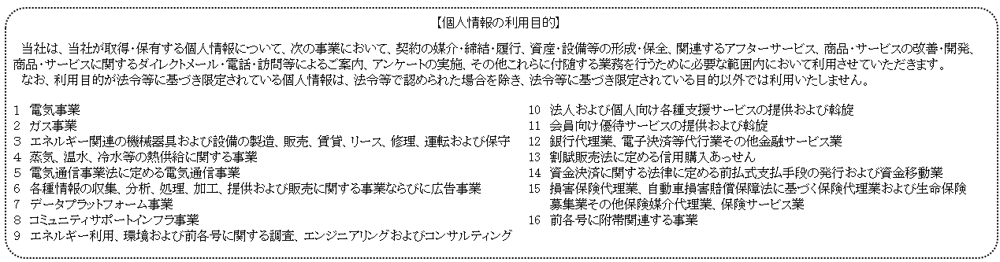 【個人情報の利用目的】
当社は、当社が取得・保有する個人情報について、次の事業において、契約の媒介・締結・履行、資産・設備等の形成・保全、関連するアフターサービス、商品・サービスの改善・開発、
商品・サービスに関するダイレクトメール・電話・訪問等によるご案内、アンケートの実施、その他これらに付随する業務を行うために必要な範囲内において利用させていただきます。
なお、利用目的が法令等に基づき限定されている個人情報は、法令等で認められた場合を除き、法令等に基づき限定されている目的以外では利用いたしません。
1 電気事業
2 ガス事業
3 エネルギー関連の機械器具および設備の製造、販売、賃貸、リース、修理、運転および保守
4 蒸気、温水、冷水等の熱供給に関する事業
5 電気通信事業法に定める電気通信事業
6 各種情報の収集、分析、処理、加工、提供および販売に関する事業ならびに広告事業
7 データプラットフォーム事業
8 コミュニティサポートインフラ事業
9 エネルギー利用、環境および前各号に関する調査、エンジニアリングおよびコンサルティング
10 法人および個人向け各種支援サービスの提供および斡旋
11 会員向け優待サービスの提供および斡旋
12 銀行代理業、電子決済等代行業その他金融サービス業
13 割賦販売法に定める信用購入あっせん
14 資金決済に関する法律に定める前払式支払手段の発行および資金移動業
15 損害保険代理業、自動車損害賠償保障法に基づく保険代理業および生命保険
募集業その他保険媒介代理業、保険サービス業
16 前各号に附帯関連する事業